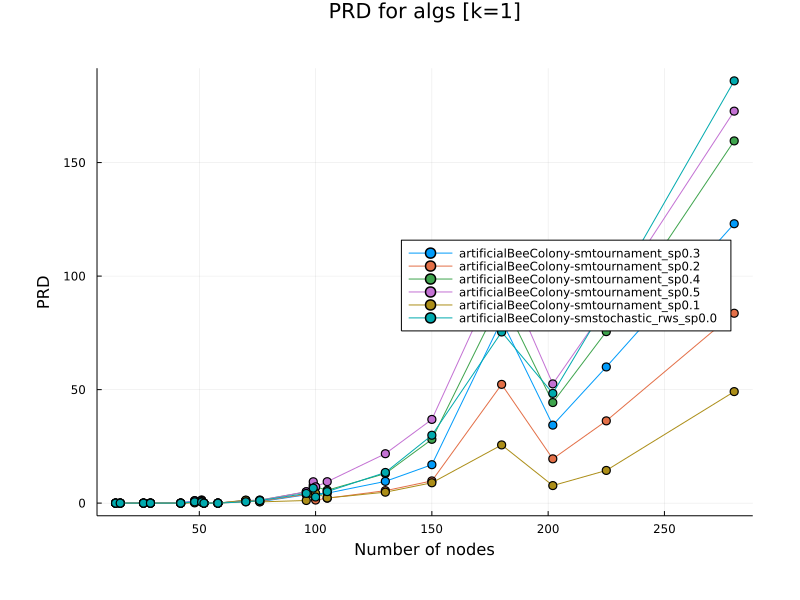 PRD for algs [k=1]
150
100
50
0
PRD
artificialBeeColony-smtournament_sp0.3
artificialBeeColony-smtournament_sp0.2
artificialBeeColony-smtournament_sp0.4
artificialBeeColony-smtournament_sp0.5
artificialBeeColony-smtournament_sp0.1
artificialBeeColony-smstochastic_rws_sp0.0
50 100 150 200 250
Number of nodes